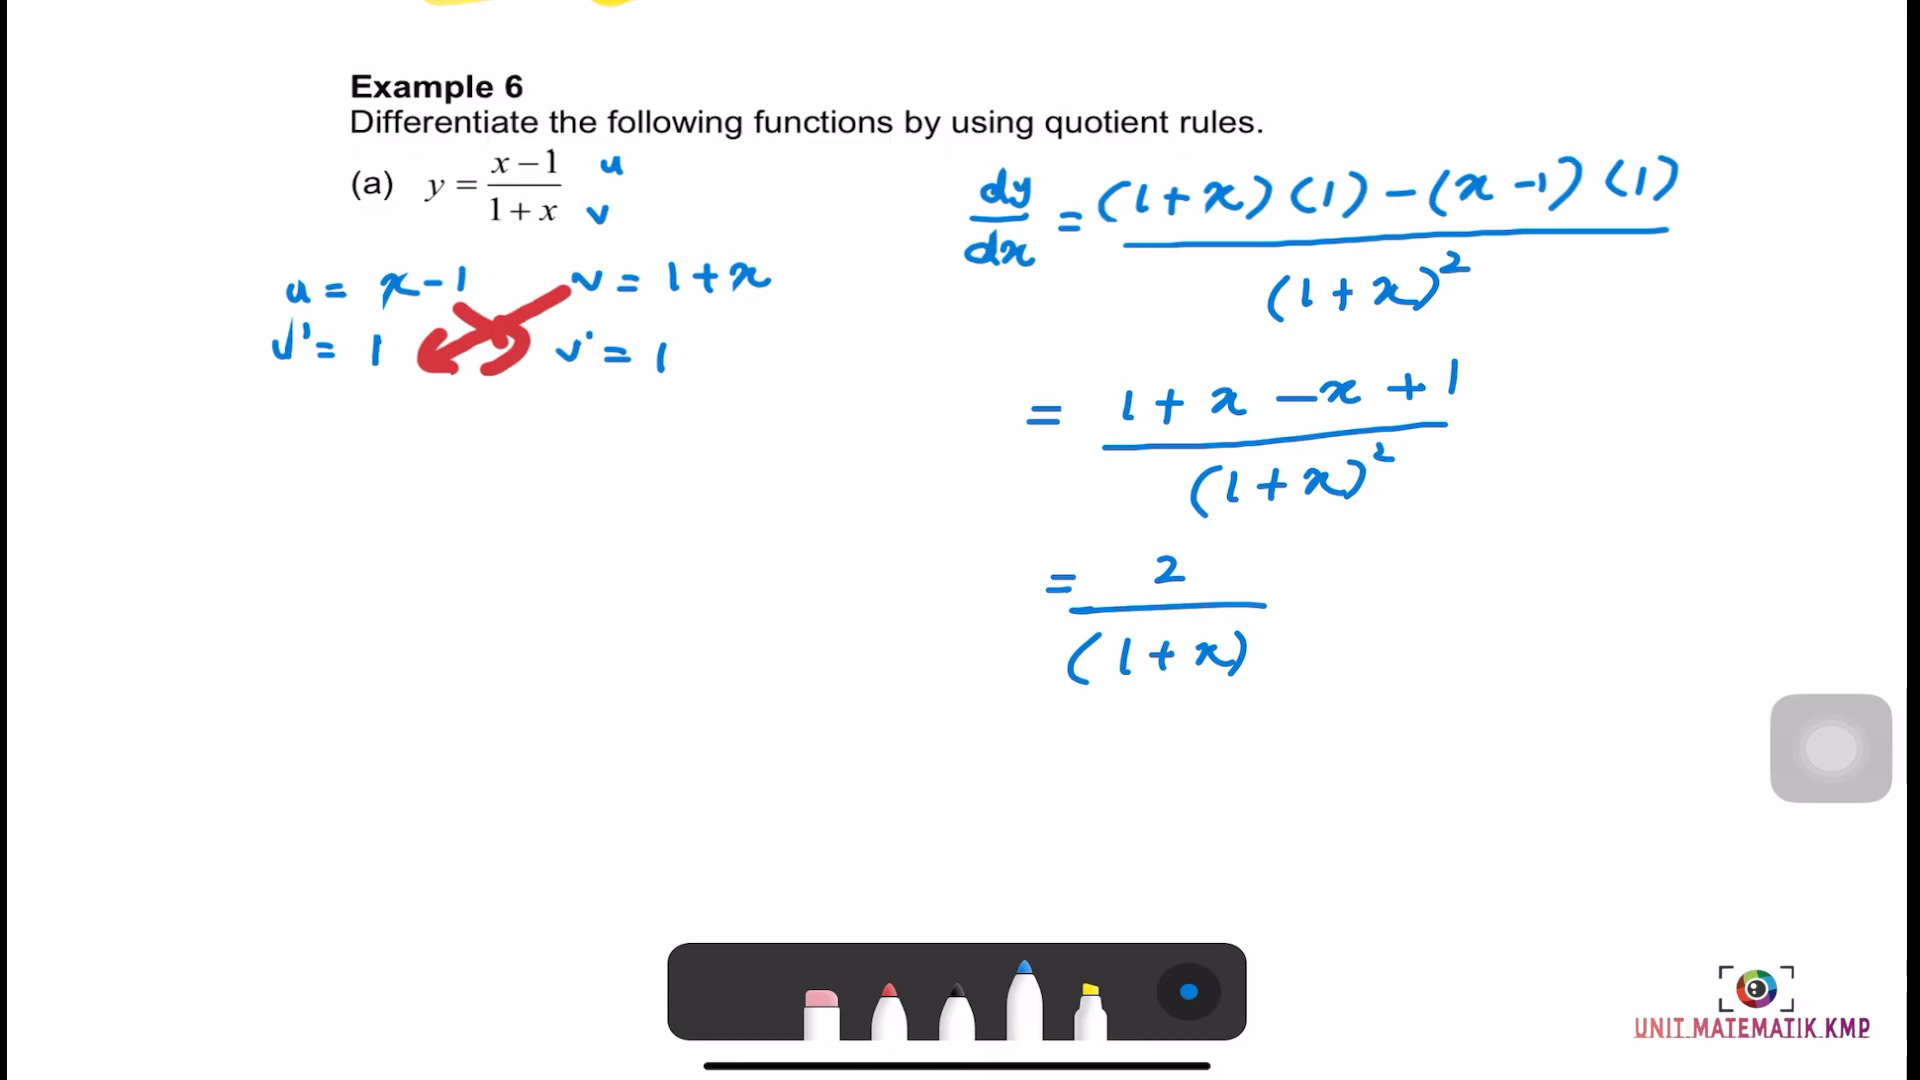 Example 6
Differentiate the following functions by using quotient rules.
(a) y = (x − 1)/(1 + x) u v
u = x − 1 v = 1 + x
u' = 1 v' = 1
dy/dx = ((1 + x)(1) − (x − 1)(1))/(1 + x)²
= (1 + x − x + 1)/(1 + x)²
= 2/(1 + x)
UNIT.MATEMATIK.KMP